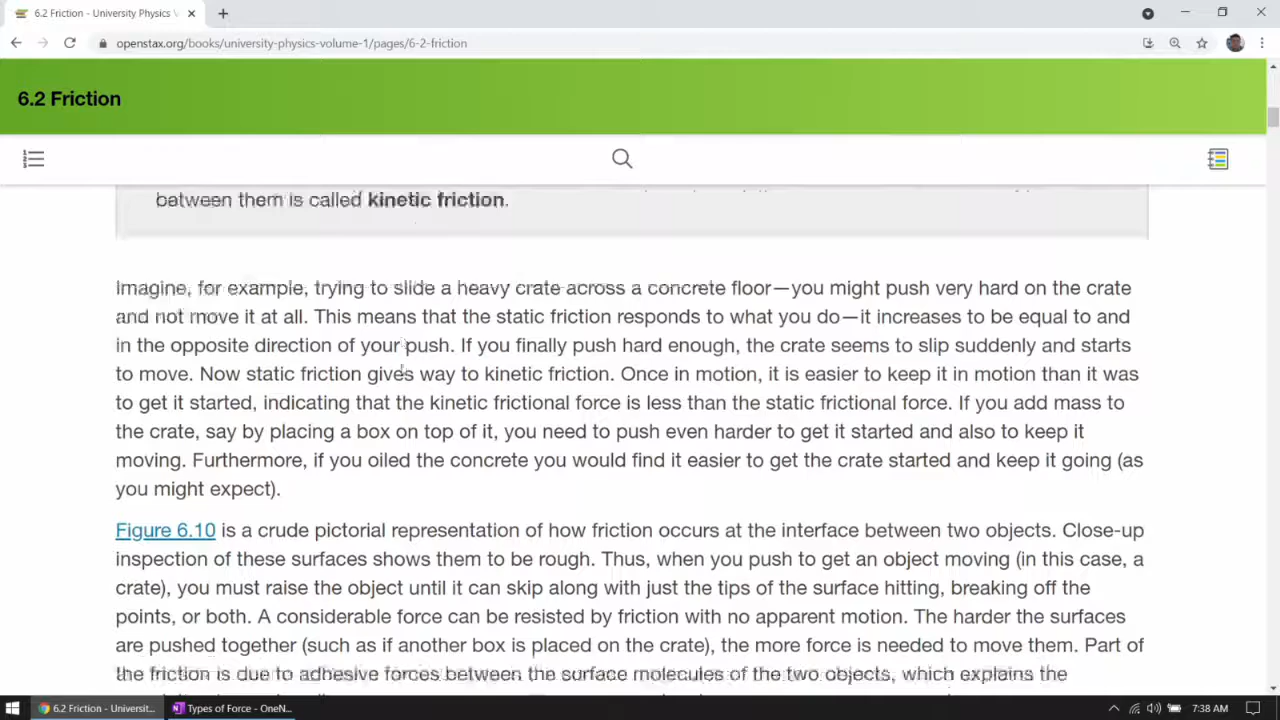 6.2 Friction - University Physics V
openstax.org/books/university-physics-volume-1/pages/6-2-friction
6.2 Friction
between them is called kinetic friction.
Imagine, for example, trying to slide a heavy crate across a concrete floor—you might push very hard on the crate
and not move it at all. This means that the static friction responds to what you do—it increases to be equal to and
in the opposite direction of your push. If you finally push hard enough, the crate seems to slip suddenly and starts
to move. Now static friction gives way to kinetic friction. Once in motion, it is easier to keep it in motion than it was
to get it started, indicating that the kinetic frictional force is less than the static frictional force. If you add mass to
the crate, say by placing a box on top of it, you need to push even harder to get it started and also to keep it
moving. Furthermore, if you oiled the concrete you would find it easier to get the crate started and keep it going (as
you might expect).
Figure 6.10 is a crude pictorial representation of how friction occurs at the interface between two objects. Close-up
inspection of these surfaces shows them to be rough. Thus, when you push to get an object moving (in this case, a
crate), you must raise the object until it can skip along with just the tips of the surface hitting, breaking off the
points, or both. A considerable force can be resisted by friction with no apparent motion. The harder the surfaces
are pushed together (such as if another box is placed on the crate), the more force is needed to move them. Part of
the friction is due to adhesive forces between the surface molecules of the two objects, which explains the
6.2 Friction - Universit...
Types of Force - OneN...
7:38 AM